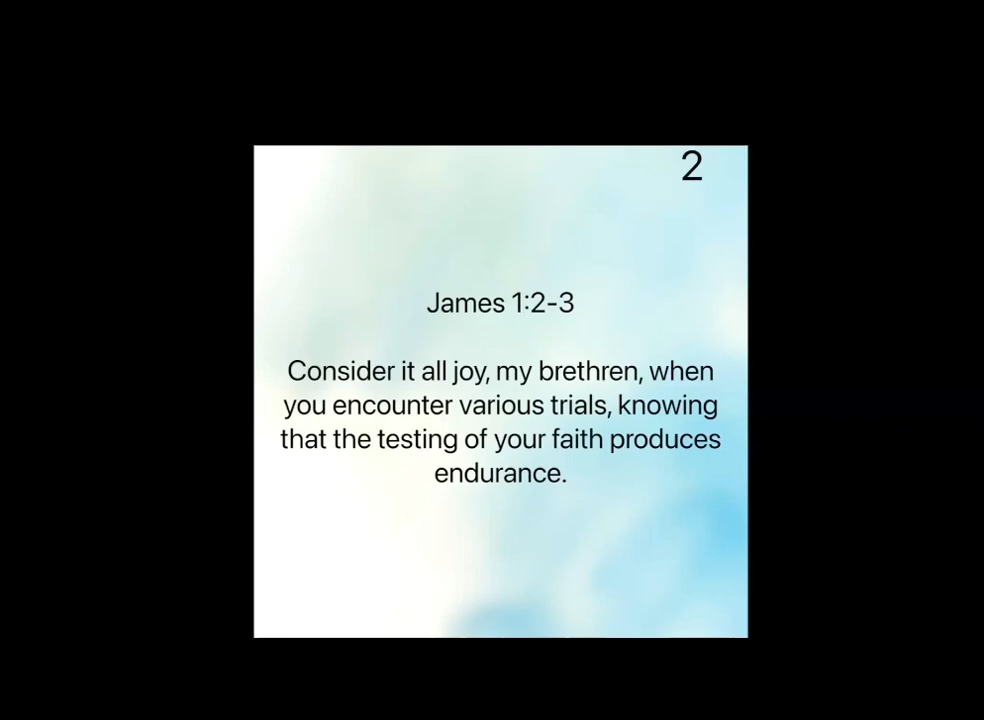 2
James 1:2-3
Consider it all joy, my brethren, when
you encounter various trials, knowing
that the testing of your faith produces
endurance.